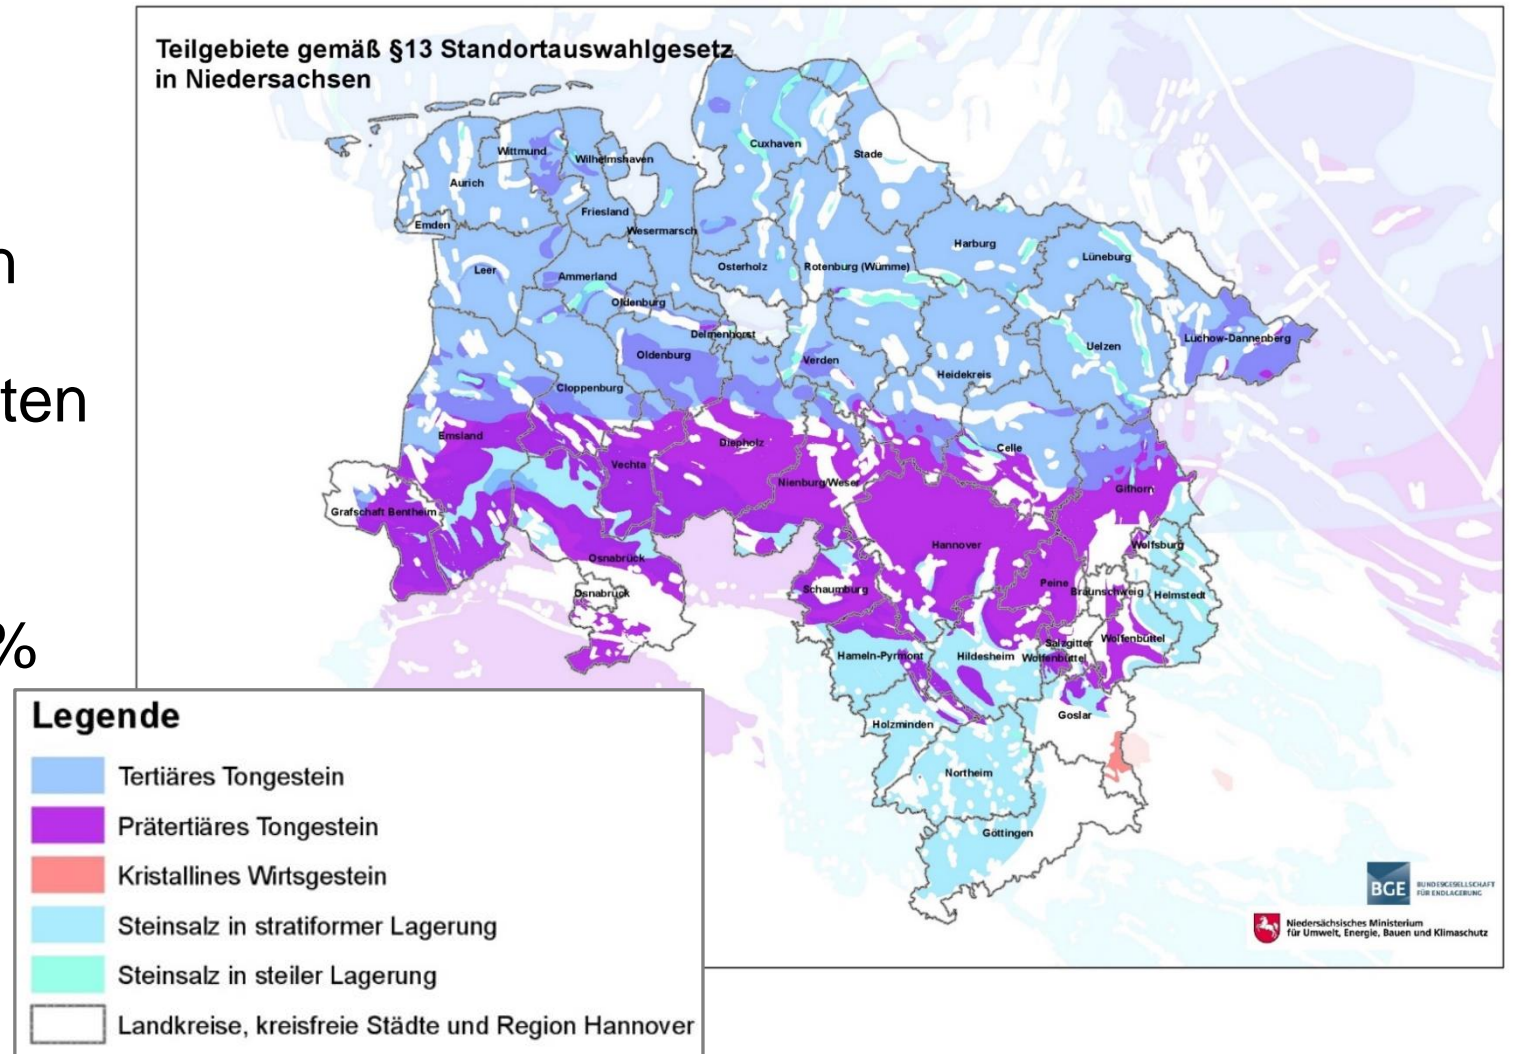 Teilgebiete gemäß §13 Standortauswahlgesetz
in Niedersachsen
n
ten
%
Cuxhaven
Stade
Wittmund
Wilhelmshaven
Aurich
Friesland
Emden
Wesermarsch
Harburg
Lüneburg
Leer
Ammerland
Osterholz
Rotenburg (Wümme)
Oldenburg
Delmenhorst
Lüchow-Dannenberg
Uelzen
Oldenburg
Verden
Heidekreis
Cloppenburg
Emsland
Diepholz
Celle
Vechta
Nienburg/Weser
Gifhorn
Grafschaft Bentheim
Hannover
Wolfsburg
Osnabrück
Peine
Schaumburg
Osnabrück
Braunschweig
Helmstedt
Salzgitter
Wolfenbüttel
Hameln-Pyrmont
Hildesheim
Wolfenbüttel
Goslar
Holzminden
Northeim
Göttingen
Legende
Tertiäres Tongestein
Prätertiäres Tongestein
Kristallines Wirtsgestein
Steinsalz in stratiformer Lagerung
Steinsalz in steiler Lagerung
Landkreise, kreisfreie Städte und Region Hannover
BGE
BUNDESGESELLSCHAFT
FÜR ENDLAGERUNG
Niedersächsisches Ministerium
für Umwelt, Energie, Bauen und Klimaschutz